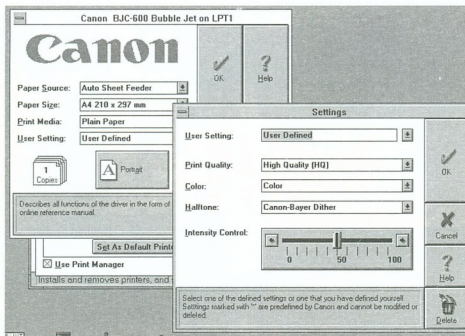 Canon BJC-600 Bubble Jet on LPT1
Canon
OK
Help
Paper Source: Auto Sheet Feeder
Paper Size: A4 210 x 297 mm
Print Media: Plain Paper
User Setting: User Defined
1
Copies
A
Portrait
Describes all functions of the driver in the form of
online reference manual.
Set As Default Printe
Use Print Manager
Installs and removes printers, and
Settings
User Setting: User Defined
Print Quality: High Quality (HQ)
Color: Color
Halftone: Canon-Bayer Dither
Intensity Control:
0 50 100
OK
Cancel
Help
Delete
Select one of the defined settings or one that you have defined yourself.
Settings marked with '*' are predefined by Canon and cannot be modified or
deleted.